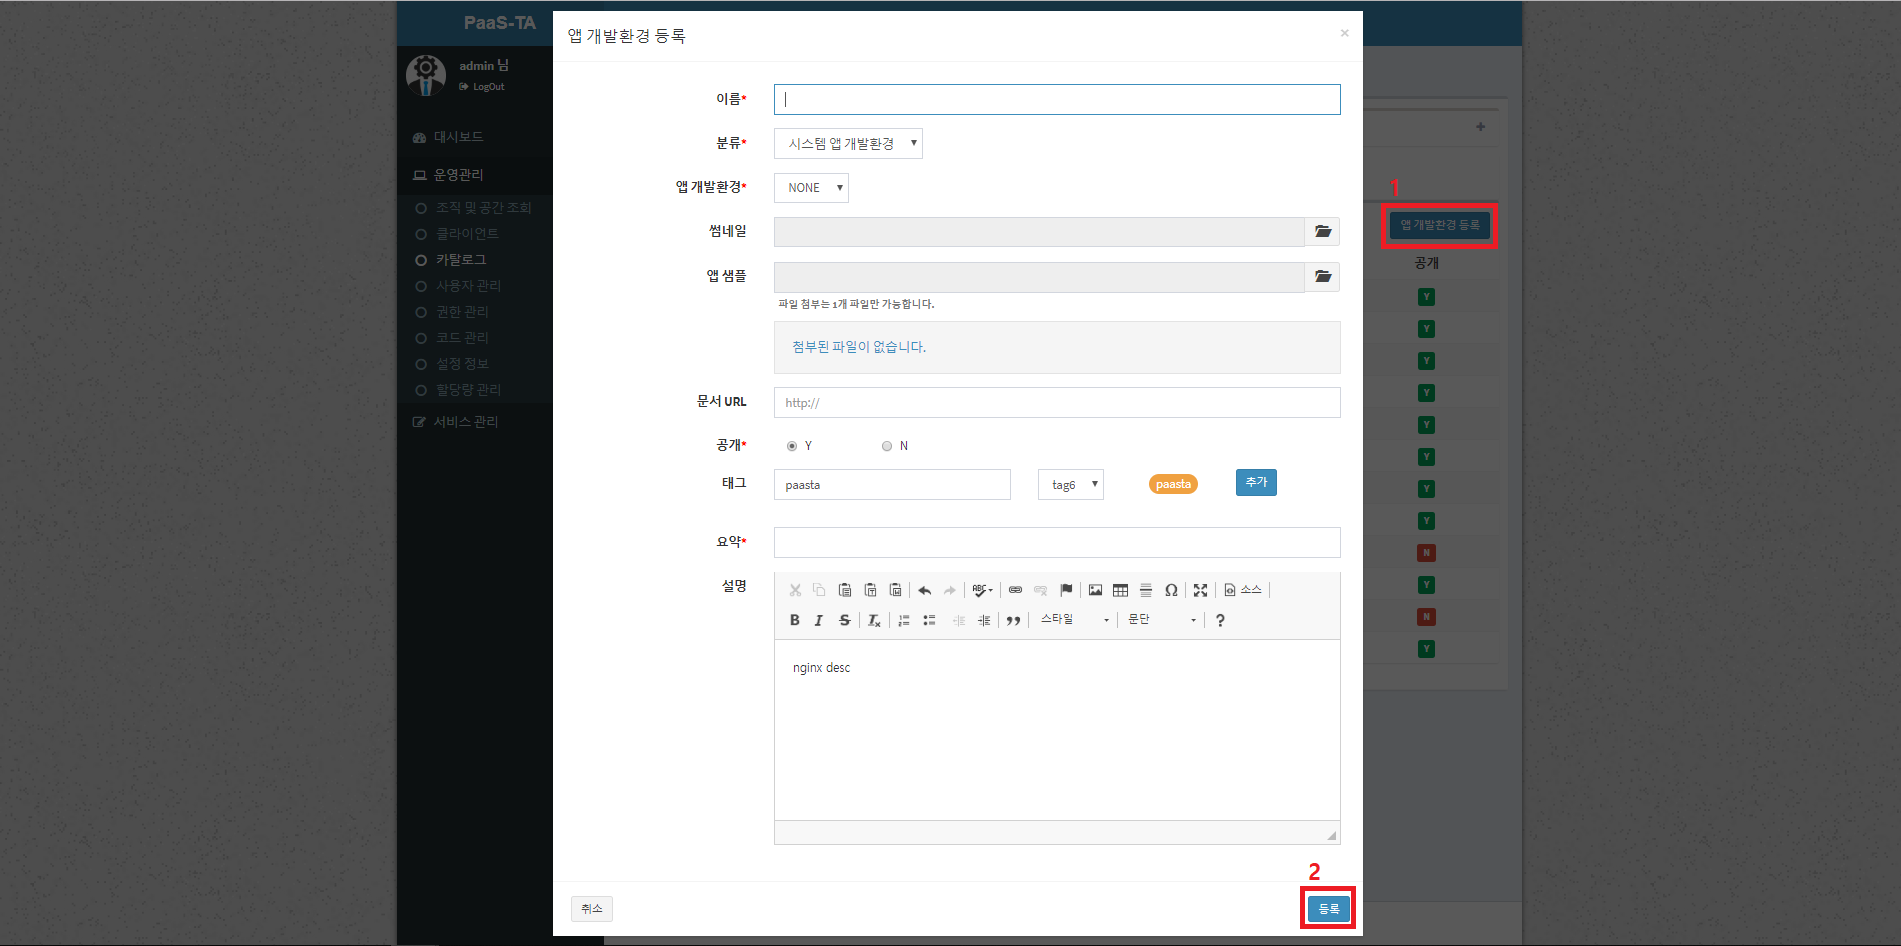 PaaS-TA
admin 님
LogOut
대시보드
운영관리
조직 및 공간 조회
클라이언트
카탈로그
사용자 관리
권한 관리
코드 관리
설정 정보
할당량 관리
서비스 관리
앱 개발환경 등록
×
이름*
분류*
시스템 앱 개발환경
앱 개발환경*
NONE
썸네일
앱 샘플
파일 첨부는 1개 파일만 가능합니다.
첨부된 파일이 없습니다.
문서 URL
http://
공개*
Y
N
태그
paasta
tag6
paasta
추가
요약*
설명
ABC
Ω
소스
B I S
스타일
문단
?
nginx desc
취소
2
등록
1
앱 개발환경 등록
공개
Y
Y
Y
Y
Y
Y
Y
Y
N
Y
N
Y